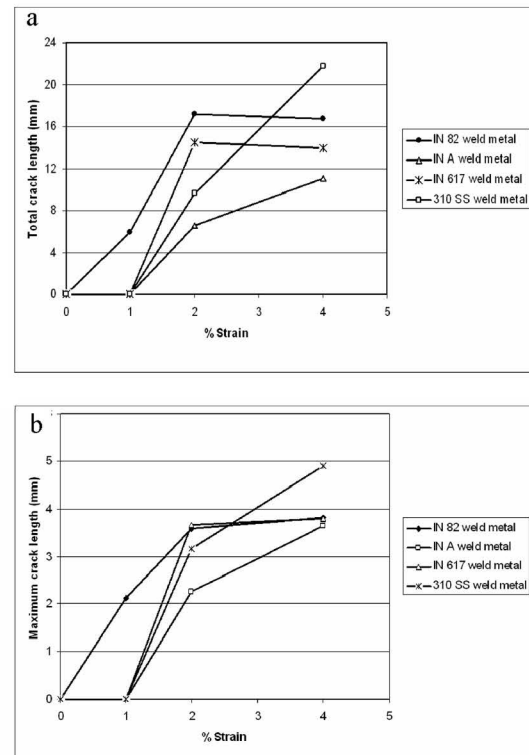 a
Total crack length (mm)
24
20
16
12
8
4
0
0 1 2 3 4 5
% Strain
IN 82 weld metal
IN A weld metal
IN 617 weld metal
310 SS weld metal
b
Maximum crack length (mm)
5
4
3
2
1
0
0 1 2 3 4 5
% Strain
IN 82 weld metal
IN A weld metal
IN 617 weld metal
310 SS weld metal